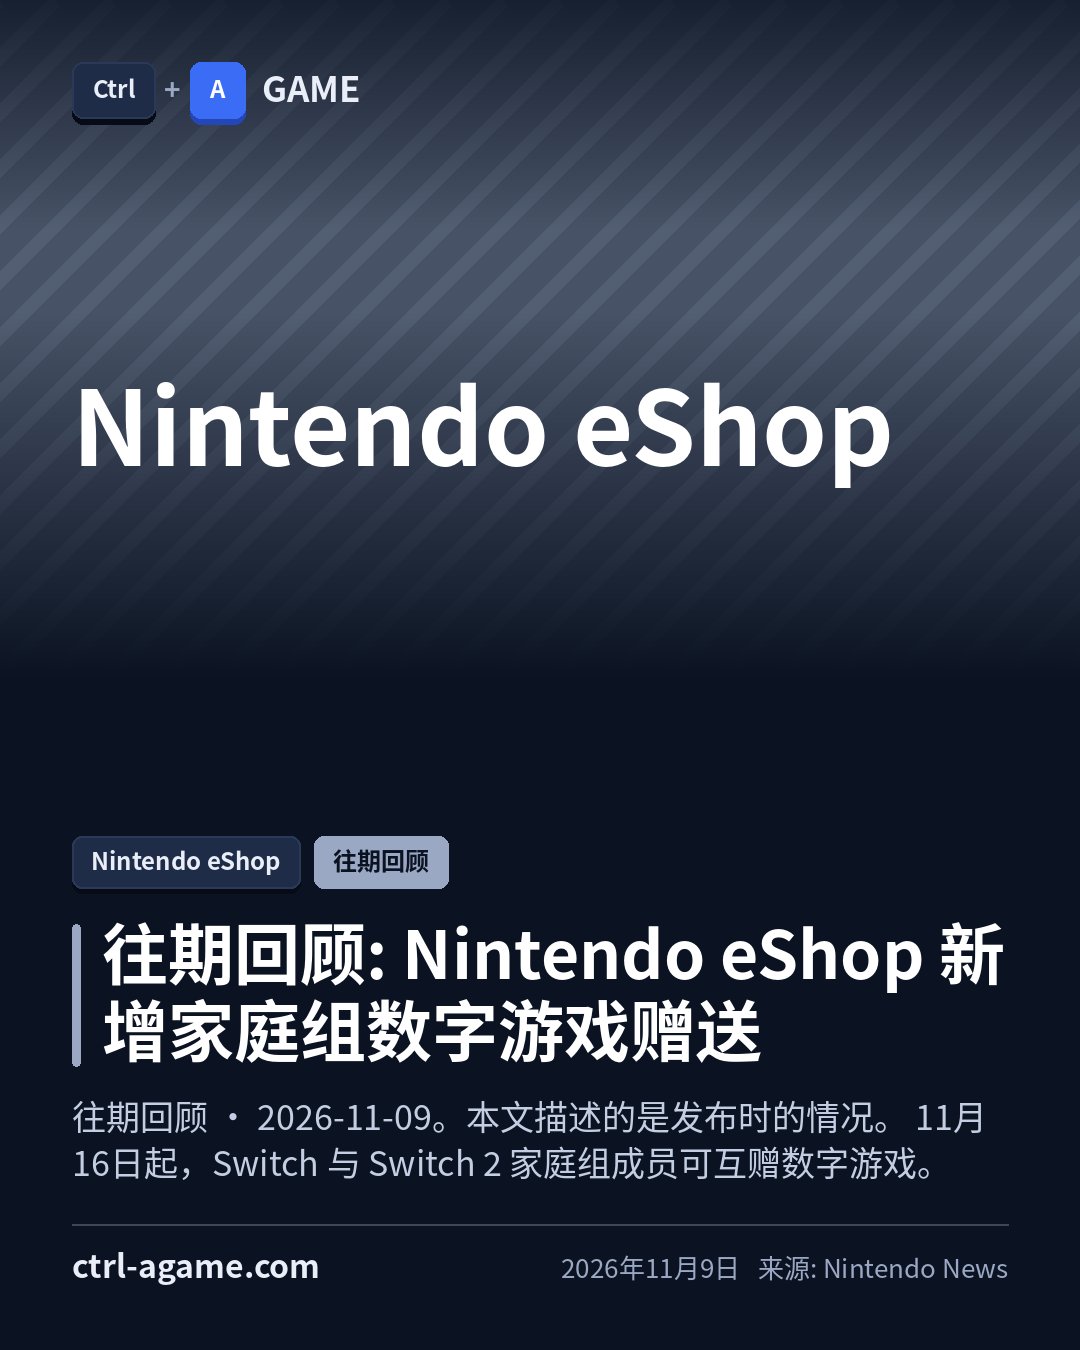 Ctrl + A GAME
Nintendo eShop
Nintendo eShop 往期回顾
往期回顾: Nintendo eShop 新
增家庭组数字游戏赠送
往期回顾 · 2026-11-09。本文描述的是发布时的情况。 11月
16日起，Switch 与 Switch 2 家庭组成员可互赠数字游戏。
ctrl-agame.com 2026年11月9日 来源: Nintendo News